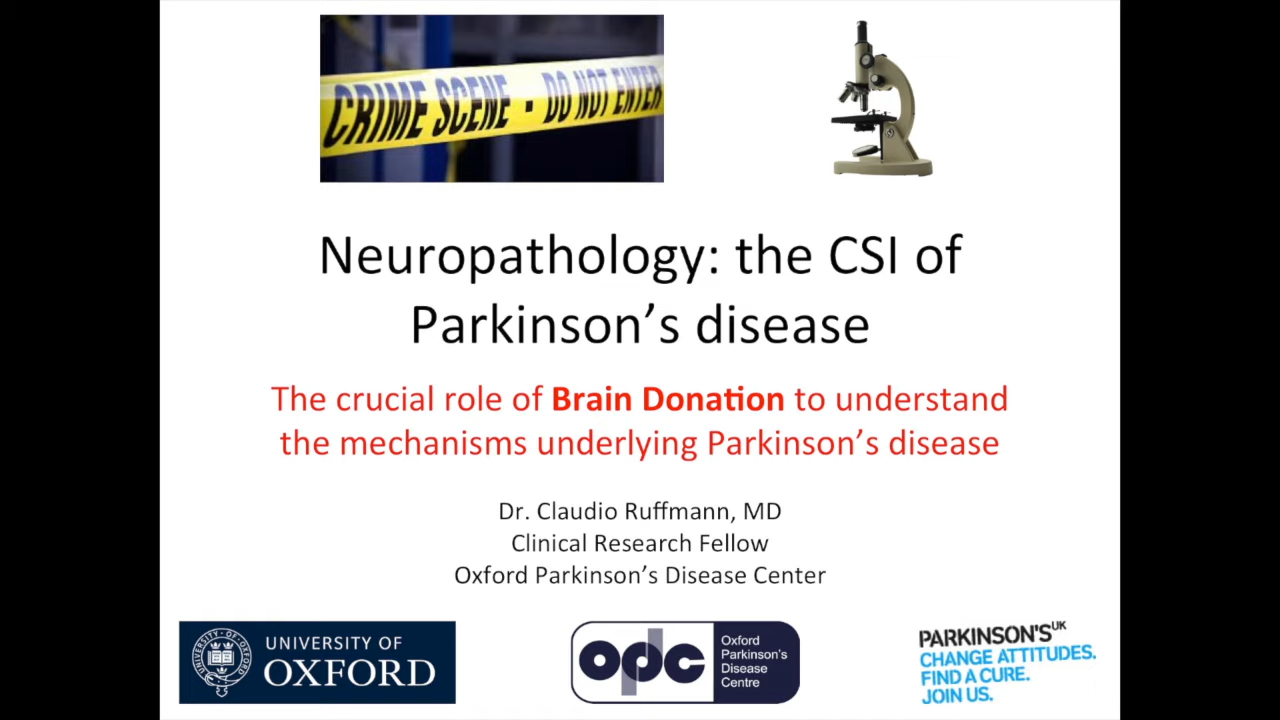 CRIME SCENE - DO NOT ENTER
Neuropathology: the CSI of
Parkinson's disease
The crucial role of Brain Donation to understand
the mechanisms underlying Parkinson's disease
Dr. Claudio Ruffmann, MD
Clinical Research Fellow
Oxford Parkinson's Disease Center
UNIVERSITY OF
OXFORD
opdc
Oxford
Parkinson's
Disease
Centre
PARKINSON'S UK
CHANGE ATTITUDES.
FIND A CURE.
JOIN US.